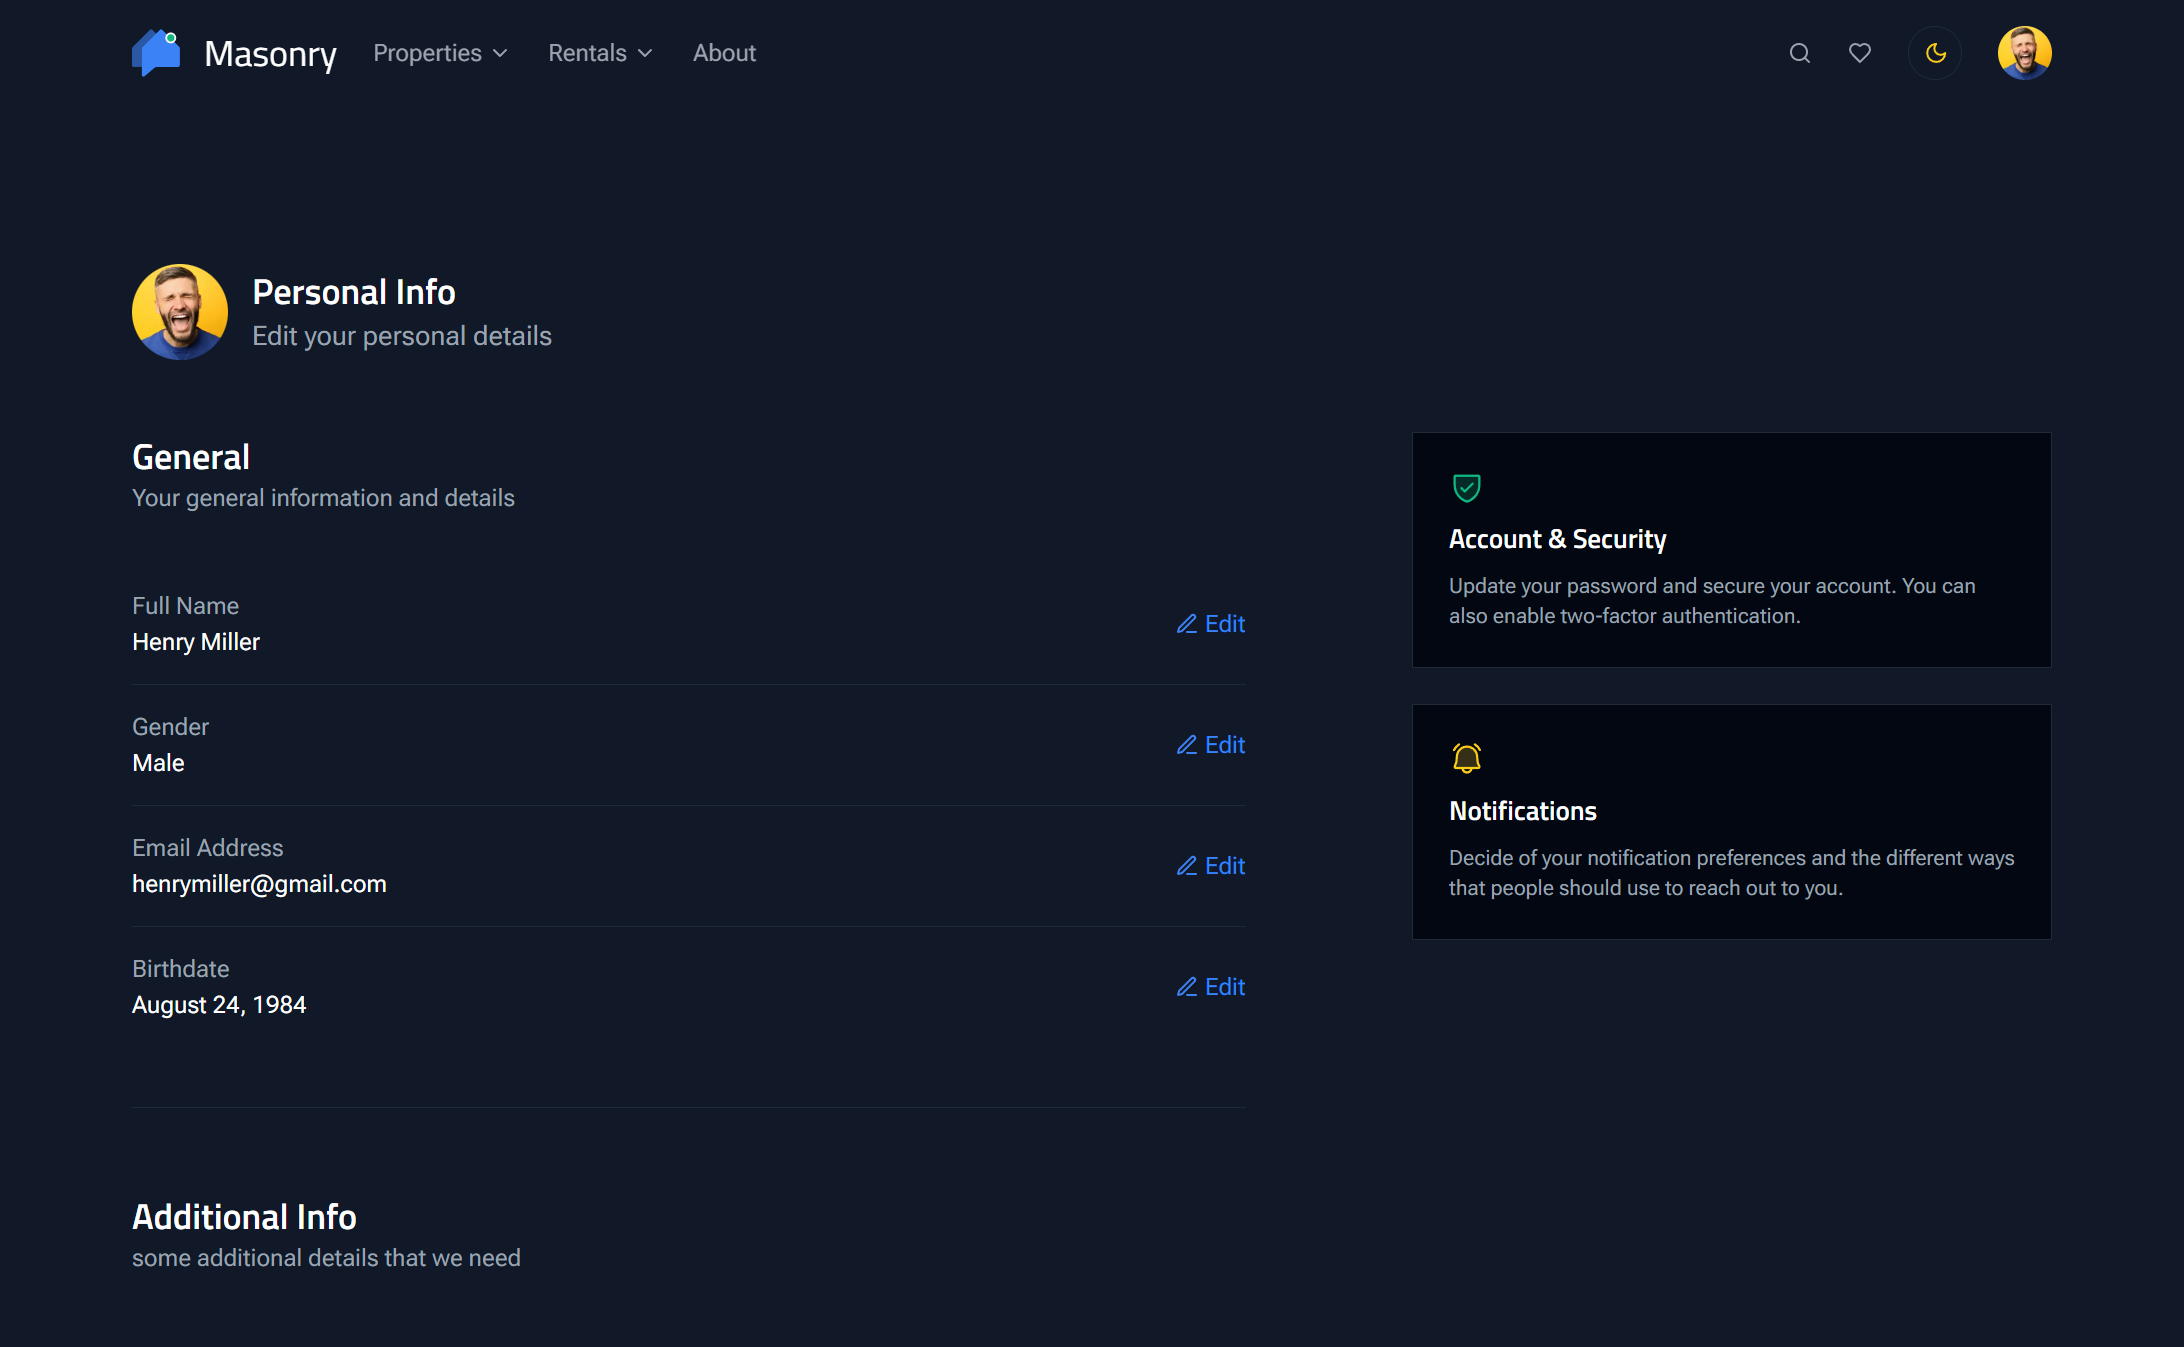 Masonry
Properties
Rentals
About
Personal Info
Edit your personal details
General
Your general information and details
Full Name
Henry Miller
Edit
Gender
Male
Edit
Email Address
henrymiller@gmail.com
Edit
Birthdate
August 24, 1984
Edit
Additional Info
some additional details that we need
Account & Security
Update your password and secure your account. You can
also enable two-factor authentication.
Notifications
Decide of your notification preferences and the different ways
that people should use to reach out to you.